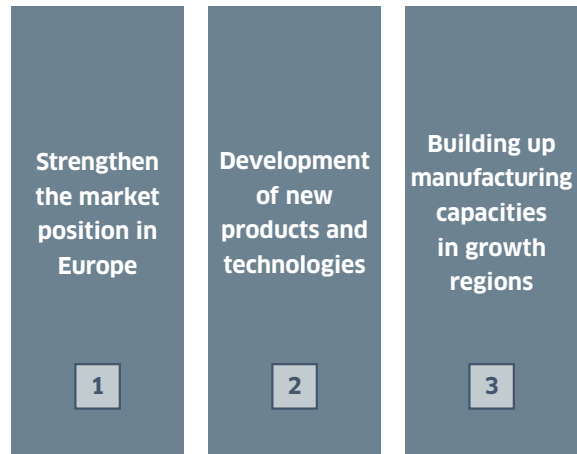 Strengthen
the market
position in
Europe
1
Development
of new
products and
technologies
2
Building up
manufacturing
capacities
in growth
regions
3